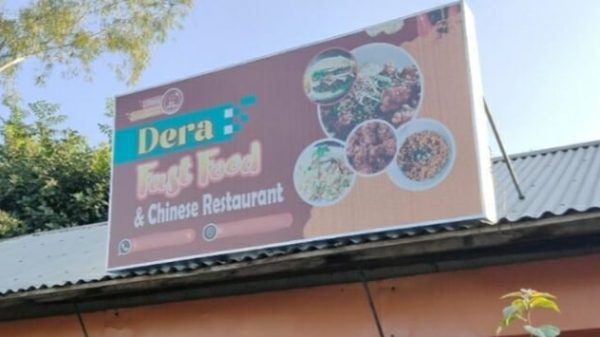 Dera
Fast Food
& Chinese Restaurant